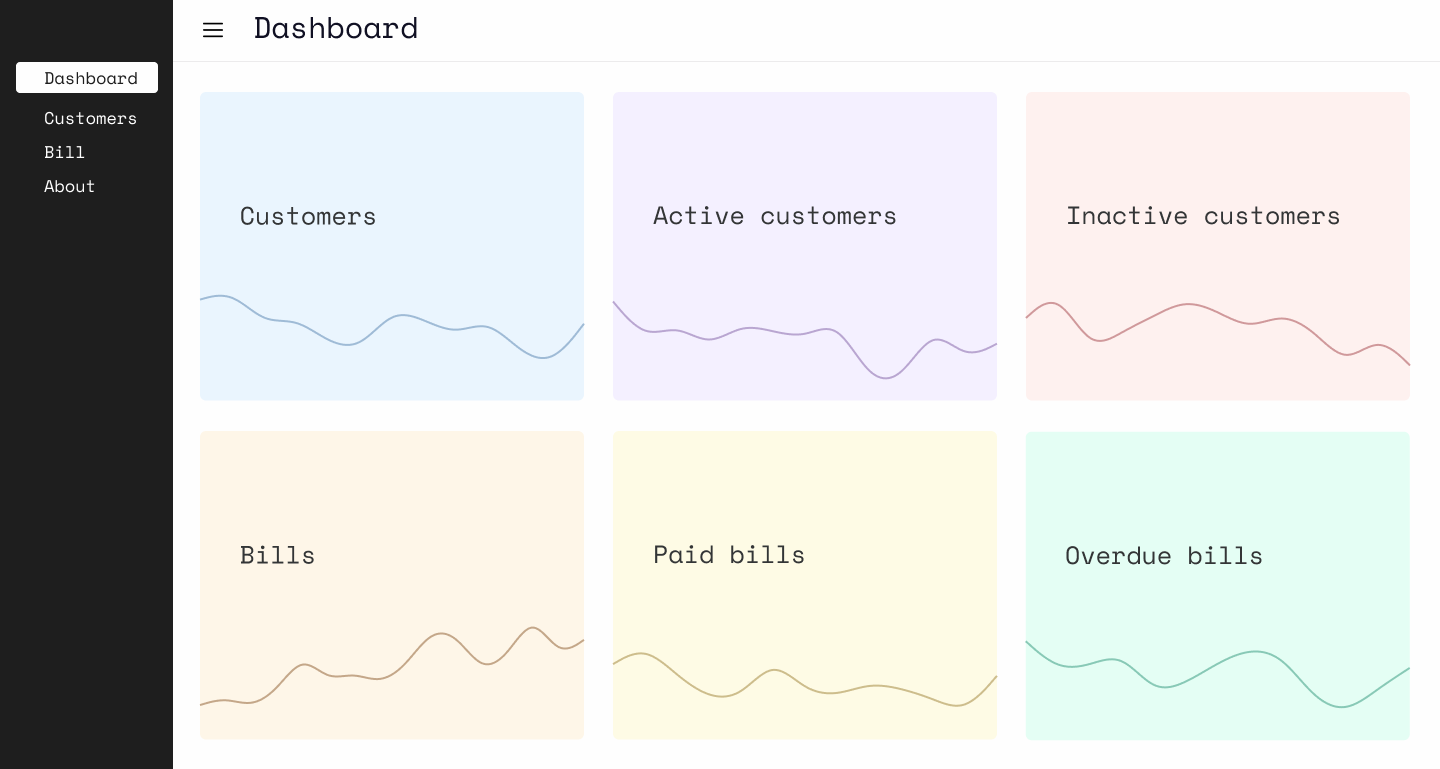 Dashboard
Dashboard
Customers
Bill
About
Customers
Active customers
Inactive customers
Bills
Paid bills
Overdue bills